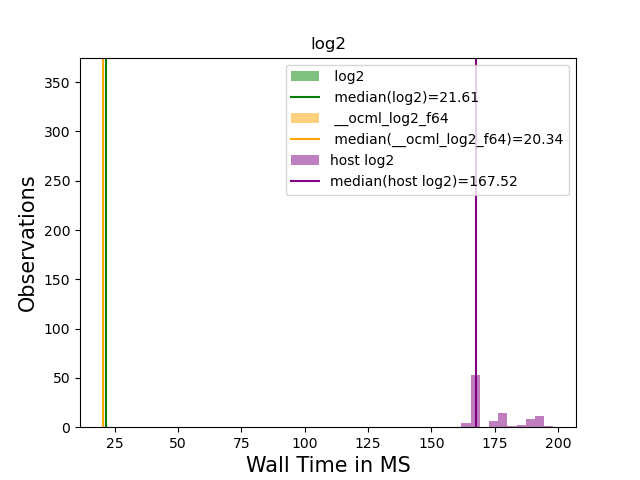 log2
350
300
250
200
150
100
50
0
Observations
log2
median(log2)=21.61
__ocml_log2_f64
median(__ocml_log2_f64)=20.34
host log2
median(host log2)=167.52
25 50 75 100 125 150 175 200
Wall Time in MS